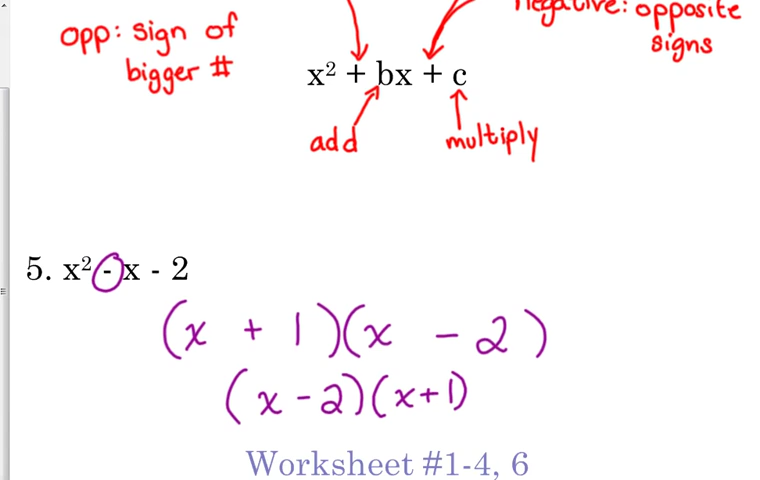 negative: opposite
signs
opp: sign of
bigger #
x² + bx + c
add
multiply
5. x² - x - 2
(x + 1)(x - 2)
(x - 2)(x + 1)
Worksheet #1-4, 6